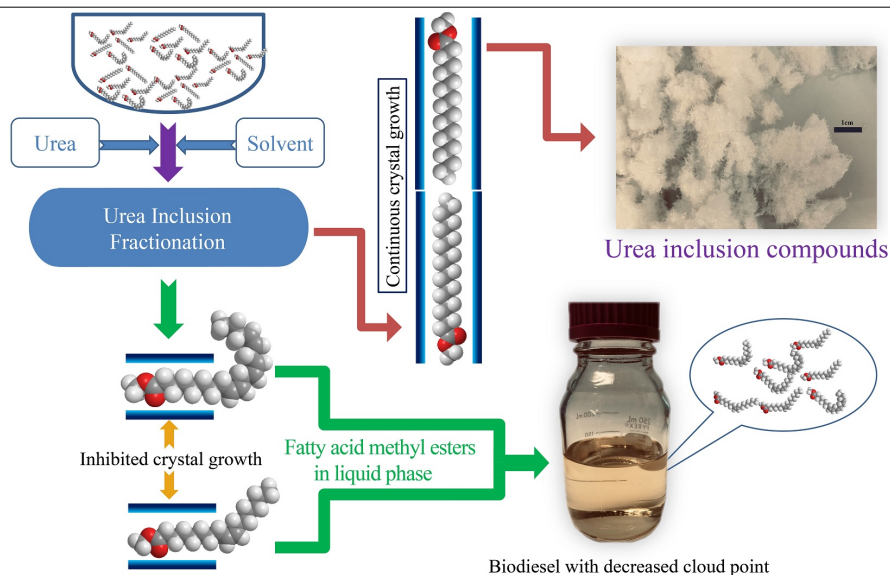 Urea
Solvent
Urea Inclusion
Fractionation
Continuous crystal growth
1cm
Urea inclusion compounds
Inhibited crystal growth
Fatty acid methyl esters
in liquid phase
Biodiesel with decreased cloud point